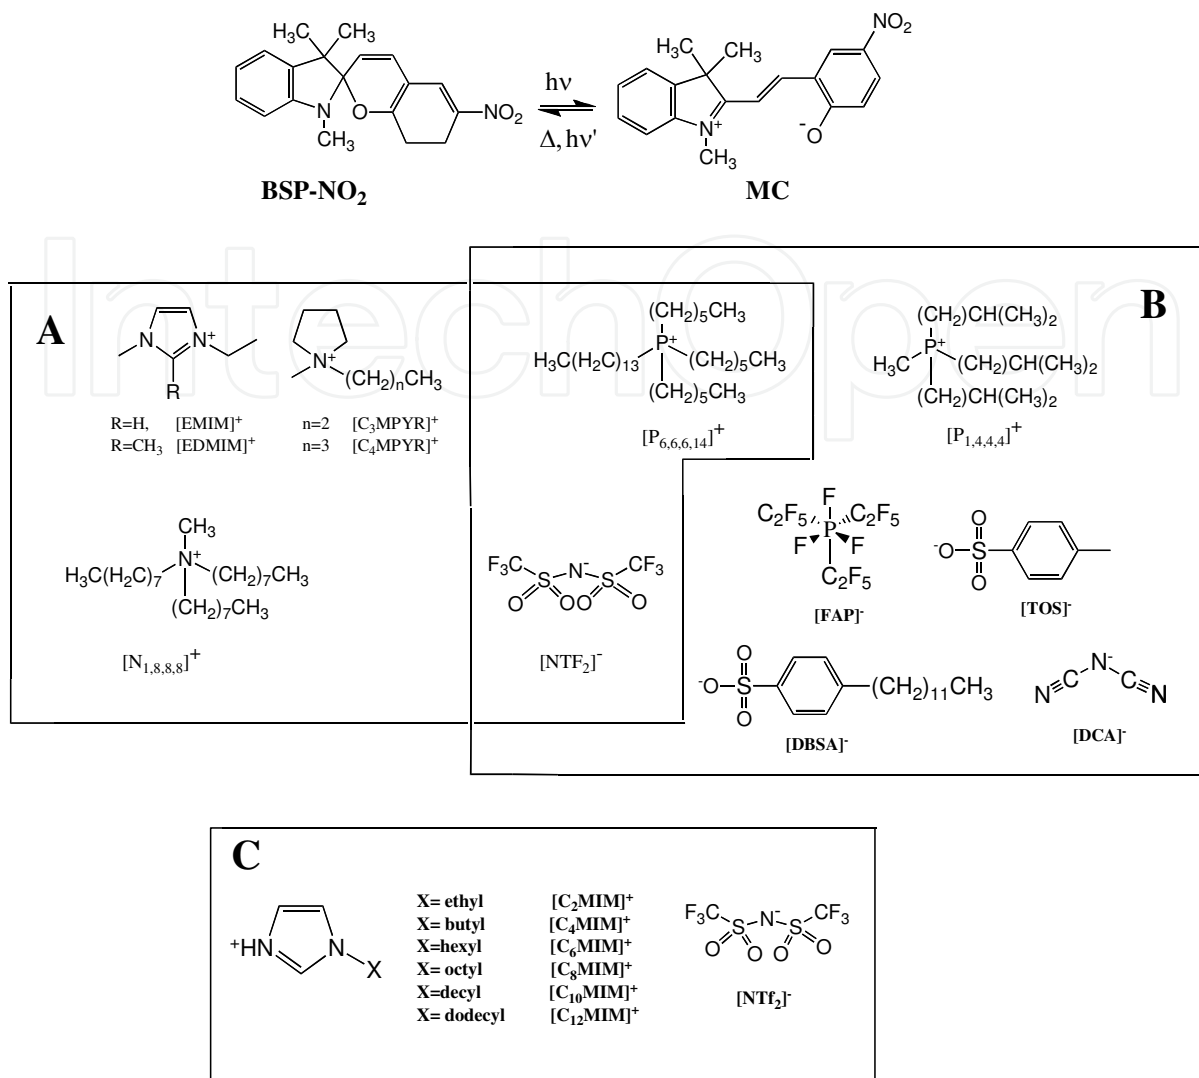 H₃C CH₃
N
CH₃
O
NO₂
BSP-NO₂
hν
Δ, hν'
H₃C CH₃
NO₂
N⁺
CH₃
⁻O
MC
IntechOpen
A
N N⁺
R
R=H, [EMIM]⁺
R=CH₃ [EDMIM]⁺
N⁺
(CH₂)ₙCH₃
n=2 [C₃MPYR]⁺
n=3 [C₄MPYR]⁺
(CH₂)₅CH₃
H₃C(H₂C)₁₃ P⁺ (CH₂)₅CH₃
(CH₂)₅CH₃
[P₆,₆,₆,₁₄]⁺
B
(CH₂)CH(CH₃)₂
H₃C P⁺ (CH₂)CH(CH₃)₂
(CH₂)CH(CH₃)₂
[P₁,₄,₄,₄]⁺
CH₃
H₃C(H₂C)₇ N⁺ (CH₂)₇CH₃
(CH₂)₇CH₃
[N₁,₈,₈,₈]⁺
F₃C S N⁻ S CF₃
O O O O
[NTF₂]⁻
F
C₂F₅ P C₂F₅
F F
C₂F₅
[FAP]⁻
O
⁻O S
O
[TOS]⁻
O
⁻O S (CH₂)₁₁CH₃
O
[DBSA]⁻
N⁻
N≡C C≡N
[DCA]⁻
C
⁺HN N
X
X= ethyl [C₂MIM]⁺
X= butyl [C₄MIM]⁺
X=hexyl [C₆MIM]⁺
X= octyl [C₈MIM]⁺
X=decyl [C₁₀MIM]⁺
X= dodecyl [C₁₂MIM]⁺
F₃C S N⁻ S CF₃
O O O O
[NTf₂]⁻